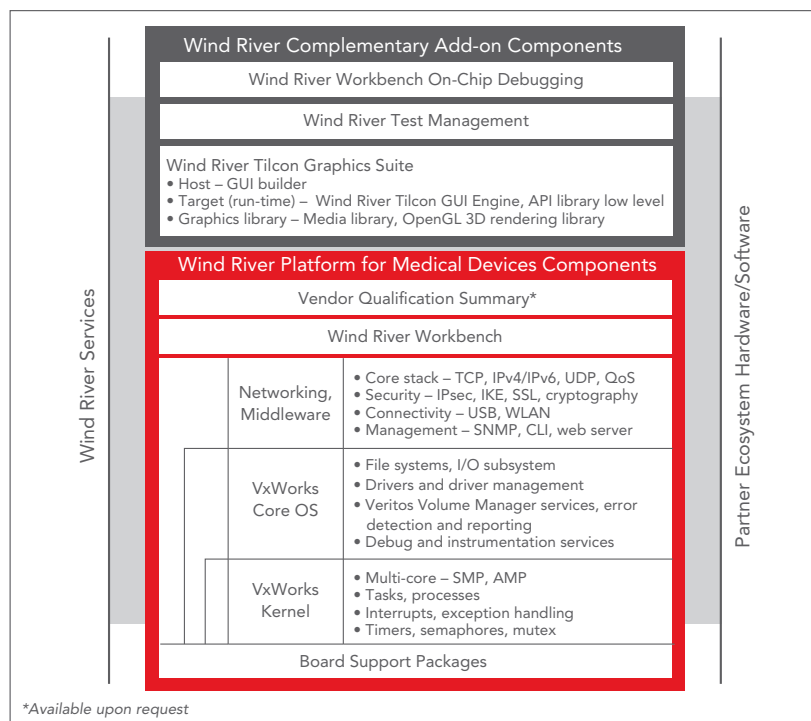 Wind River Complementary Add-on Components
Wind River Workbench On-Chip Debugging
Wind River Test Management
Wind River Tilcon Graphics Suite
• Host – GUI builder
• Target (run-time) – Wind River Tilcon GUI Engine, API library low level
• Graphics library – Media library, OpenGL 3D rendering library
Wind River Platform for Medical Devices Components
Vendor Qualification Summary*
Wind River Workbench
Networking,
Middleware
• Core stack – TCP, IPv4/IPv6, UDP, QoS
• Security – IPsec, IKE, SSL, cryptography
• Connectivity – USB, WLAN
• Management – SNMP, CLI, web server
VxWorks
Core OS
• File systems, I/O subsystem
• Drivers and driver management
• Veritos Volume Manager services, error
detection and reporting
• Debug and instrumentation services
VxWorks
Kernel
• Multi-core – SMP, AMP
• Tasks, processes
• Interrupts, exception handling
• Timers, semaphores, mutex
Board Support Packages
Wind River Services
Partner Ecosystem Hardware/Software
*Available upon request